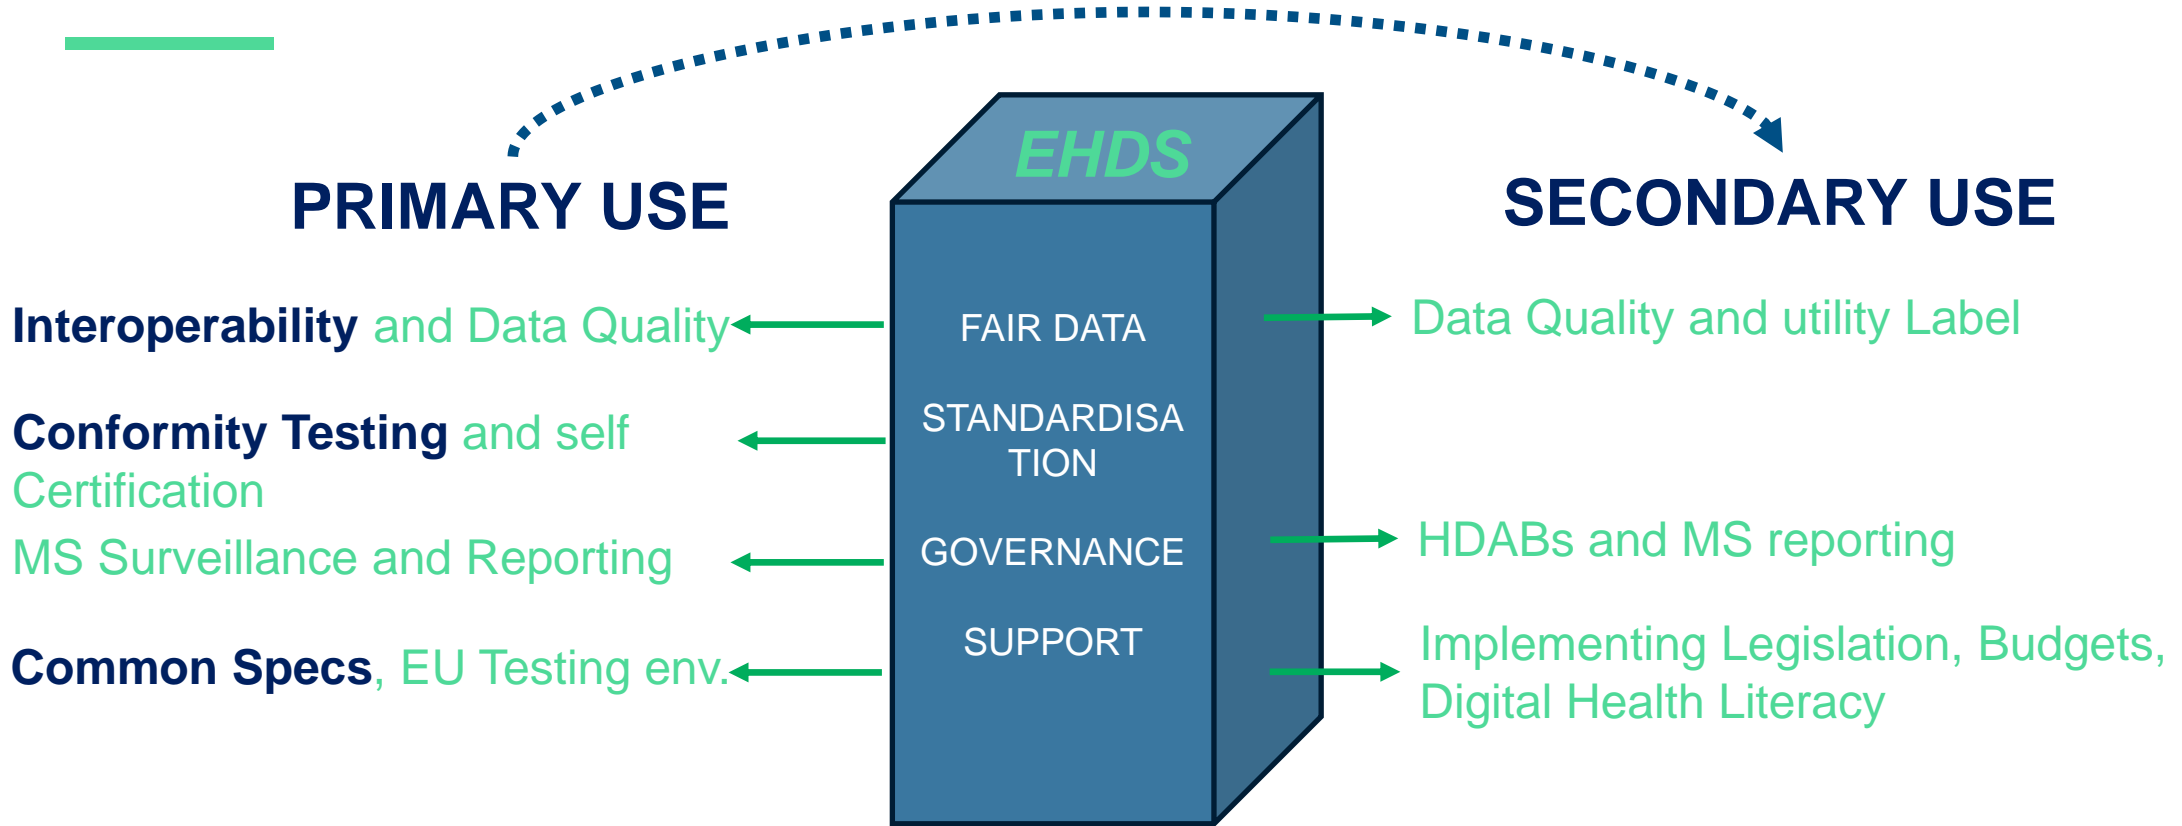 EHDS
PRIMARY USE
SECONDARY USE
Interoperability and Data Quality
Conformity Testing and self
Certification
MS Surveillance and Reporting
Common Specs, EU Testing env.
FAIR DATA
STANDARDISA
TION
GOVERNANCE
SUPPORT
Data Quality and utility Label
HDABs and MS reporting
Implementing Legislation, Budgets,
Digital Health Literacy